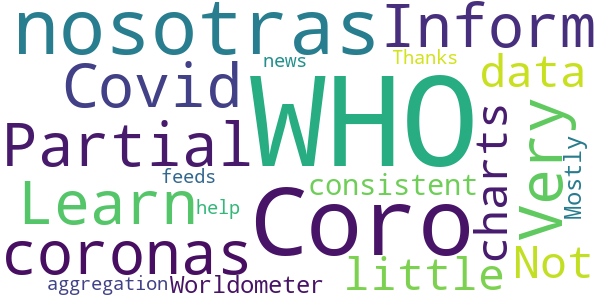 nosotras
Inform
news
Thanks
Covid
WHO
data
Partial
charts
Very
Mostly
feeds
Learn
help
consistent
Coro
coronas
little
Not
aggregation
Worldometer